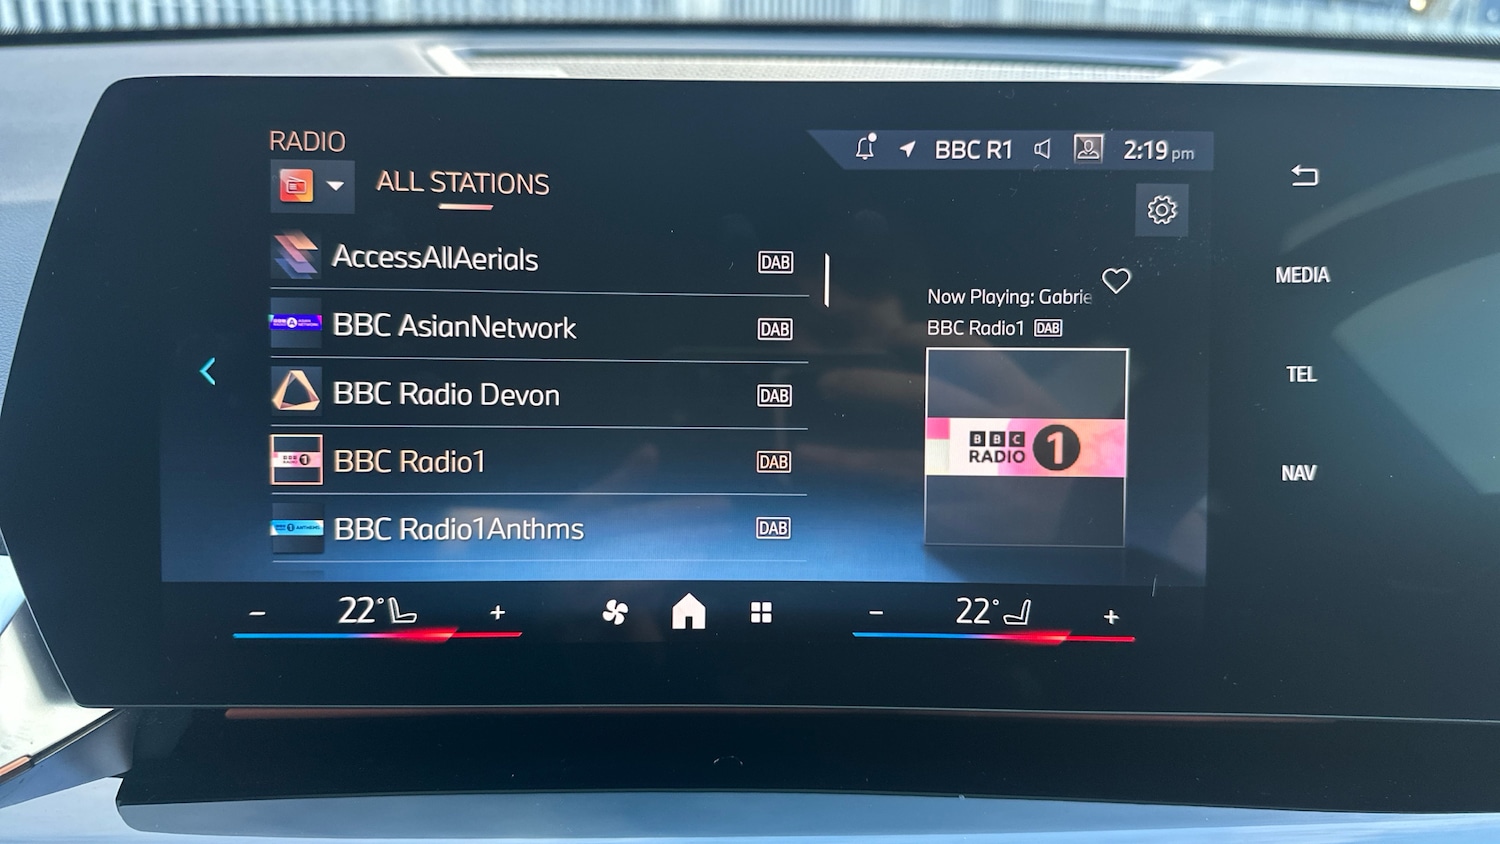 RADIO
BBC R1 2:19 pm
ALL STATIONS
AccessAllAerials DAB
BBC AsianNetwork DAB
BBC Radio Devon DAB
BBC Radio1 DAB
BBC Radio1Anthms DAB
Now Playing: Gabrie
BBC Radio1 DAB
BBC
RADIO 1
MEDIA
TEL
NAV
− 22° +
− 22° +